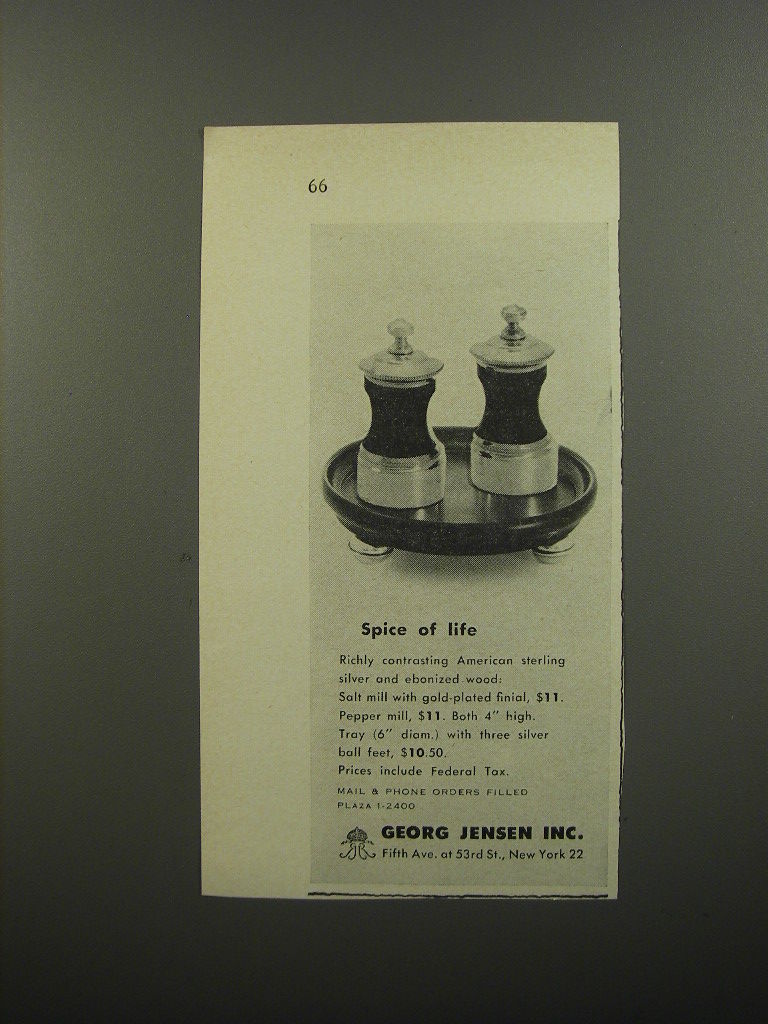 66
Spice of life
Richly contrasting American sterling
silver and ebonized wood:
Salt mill with gold-plated finial, $11.
Pepper mill, $11. Both 4" high.
Tray (6" diam.) with three silver
ball feet, $10.50.
Prices include Federal Tax.
MAIL & PHONE ORDERS FILLED
PLAZA 1-2400
GEORG JENSEN INC.
Fifth Ave. at 53rd St., New York 22